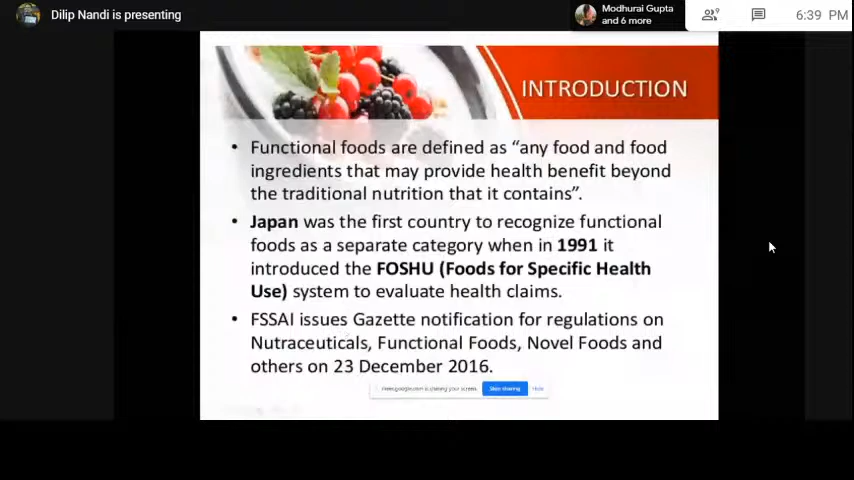 Dilip Nandi is presenting
Modhurai Gupta
and 6 more
9
6:39 PM
INTRODUCTION
• Functional foods are defined as “any food and food
ingredients that may provide health benefit beyond
the traditional nutrition that it contains”.
• Japan was the first country to recognize functional
foods as a separate category when in 1991 it
introduced the FOSHU (Foods for Specific Health
Use) system to evaluate health claims.
• FSSAI issues Gazette notification for regulations on
Nutraceuticals, Functional Foods, Novel Foods and
others on 23 December 2016.
meet.google.com is sharing your screen. Stop sharing Hide